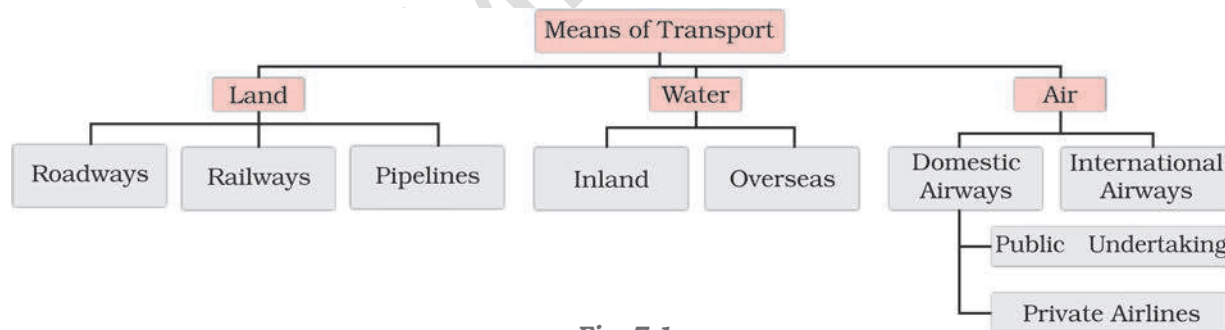 Means of Transport
Land
Water
Air
Roadways
Railways
Pipelines
Inland
Overseas
Domestic
Airways
International
Airways
Public Undertaking
Private Airlines